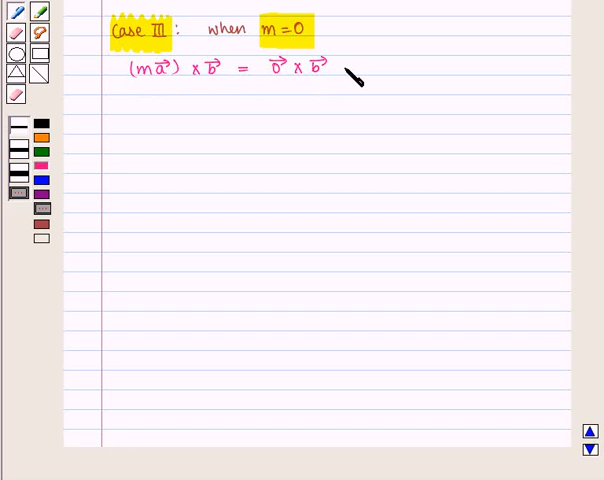 Case III : when m = 0
(m a⃗) × b⃗ = 0⃗ × b⃗